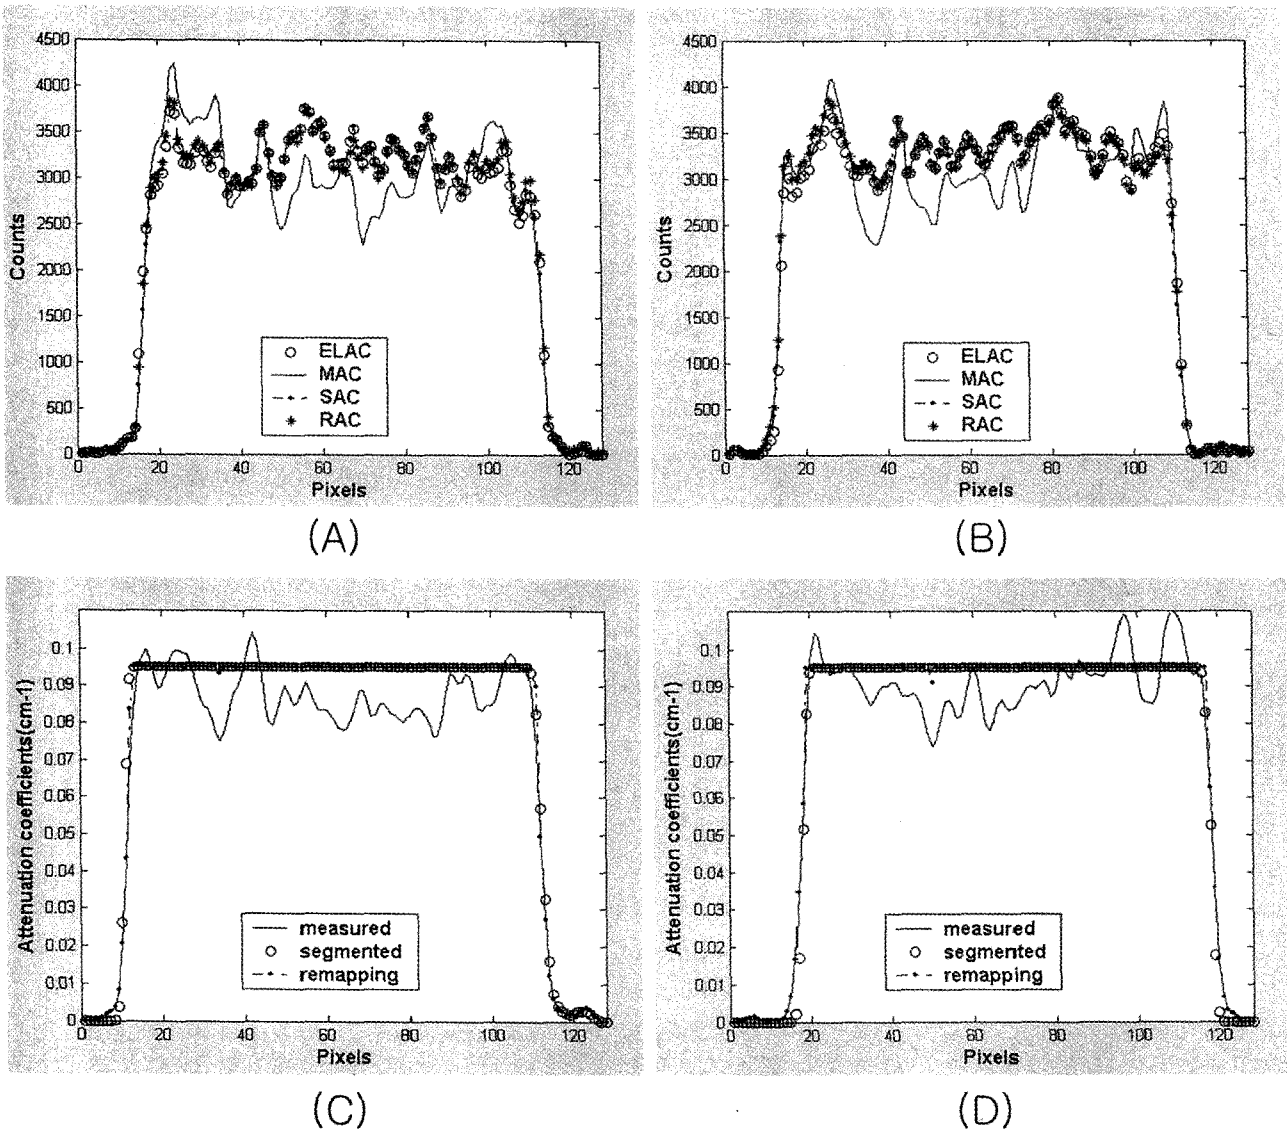 4500
4000
3500
3000
2500
2000
1500
1000
500
0
Counts
0 20 40 60 80 100 120
Pixels
ELAC
MAC
SAC
RAC
(A)
4500
4000
3500
3000
2500
2000
1500
1000
500
0
Counts
0 20 40 60 80 100 120
Pixels
ELAC
MAC
SAC
RAC
(B)
0.1
0.09
0.08
0.07
0.06
0.05
0.04
0.03
0.02
0.01
0
Attenuation coefficients(cm-1)
0 20 40 60 80 100 120
Pixels
measured
segmented
remapping
(C)
0.1
0.09
0.08
0.07
0.06
0.05
0.04
0.03
0.02
0.01
0
Attenuation coefficients(cm-1)
0 20 40 60 80 100 120
Pixels
measured
segmented
remapping
(D)